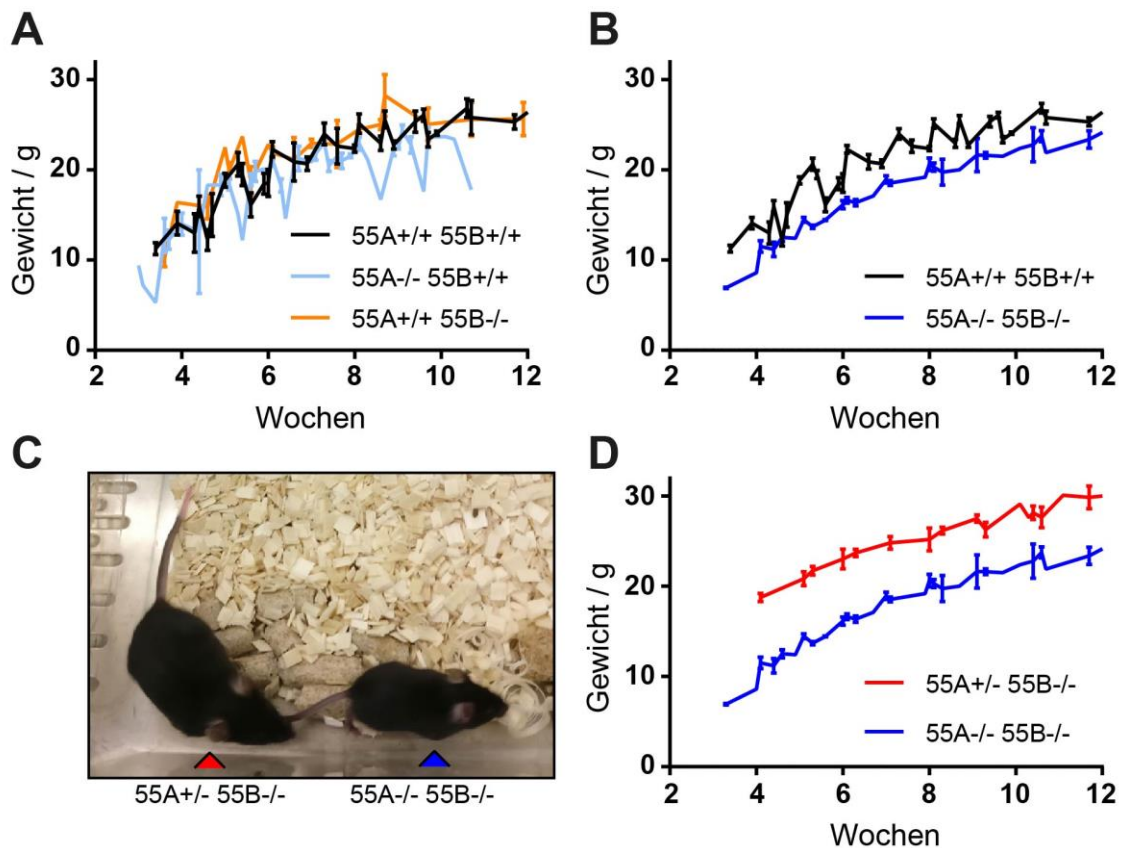 A
Gewicht / g
30
20
10
0
2 4 6 8 10 12
Wochen
55A+/+ 55B+/+
55A-/- 55B+/+
55A+/+ 55B-/-
B
Gewicht / g
30
20
10
0
2 4 6 8 10 12
Wochen
55A+/+ 55B+/+
55A-/- 55B-/-
C
55A+/- 55B-/-
55A-/- 55B-/-
D
Gewicht / g
30
20
10
0
2 4 6 8 10 12
Wochen
55A+/- 55B-/-
55A-/- 55B-/-